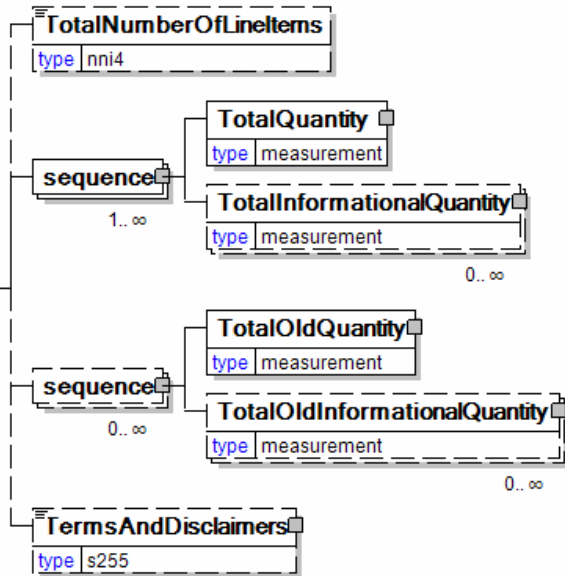 TotalNumberOfLineItems
type nni4
TotalQuantity
type measurement
sequence
1.. ∞
TotalInformationalQuantity
type measurement
0.. ∞
TotalOldQuantity
type measurement
sequence
0.. ∞
TotalOldInformationalQuantity
type measurement
0.. ∞
TermsAndDisclaimers
type s255